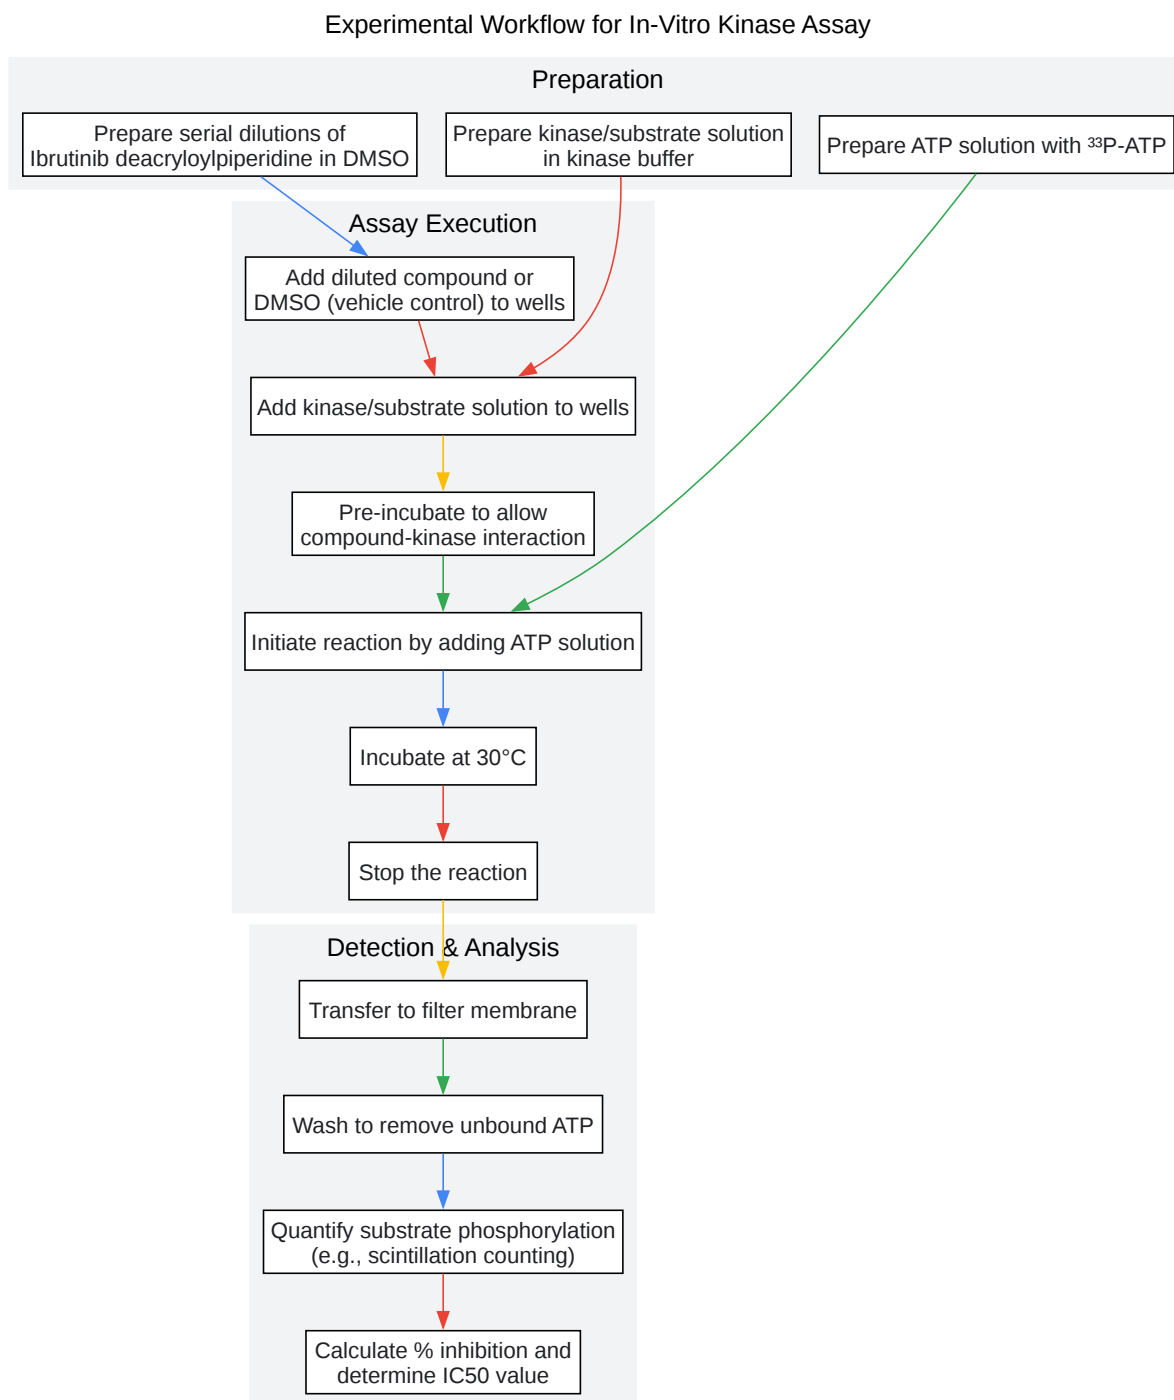 Experimental Workflow for In-Vitro Kinase Assay
Preparation
Prepare serial dilutions of
Ibrutinib deacryloylpiperidine in DMSO
Prepare kinase/substrate solution
in kinase buffer
Prepare ATP solution with ³³P-ATP
Assay Execution
Add diluted compound or
DMSO (vehicle control) to wells
Add kinase/substrate solution to wells
Pre-incubate to allow
compound-kinase interaction
Initiate reaction by adding ATP solution
Incubate at 30°C
Stop the reaction
Detection & Analysis
Transfer to filter membrane
Wash to remove unbound ATP
Quantify substrate phosphorylation
(e.g., scintillation counting)
Calculate % inhibition and
determine IC50 value